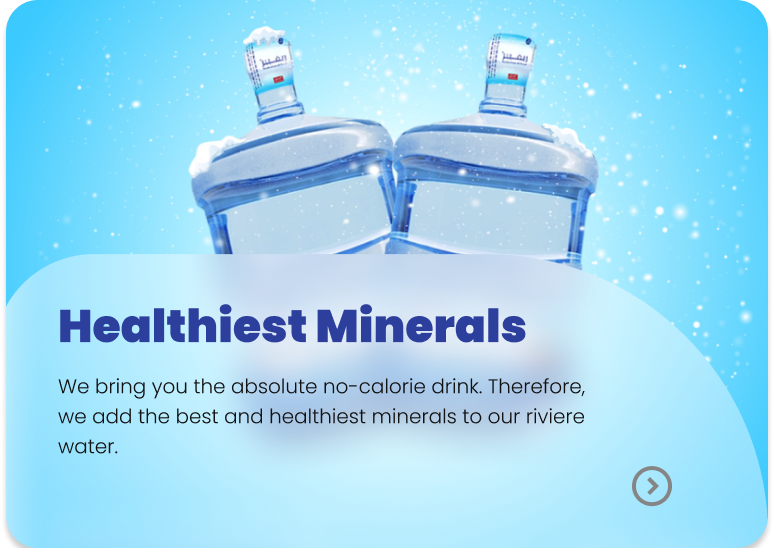 Healthiest Minerals
We bring you the absolute no-calorie drink. Therefore,
we add the best and healthiest minerals to our riviere
water.